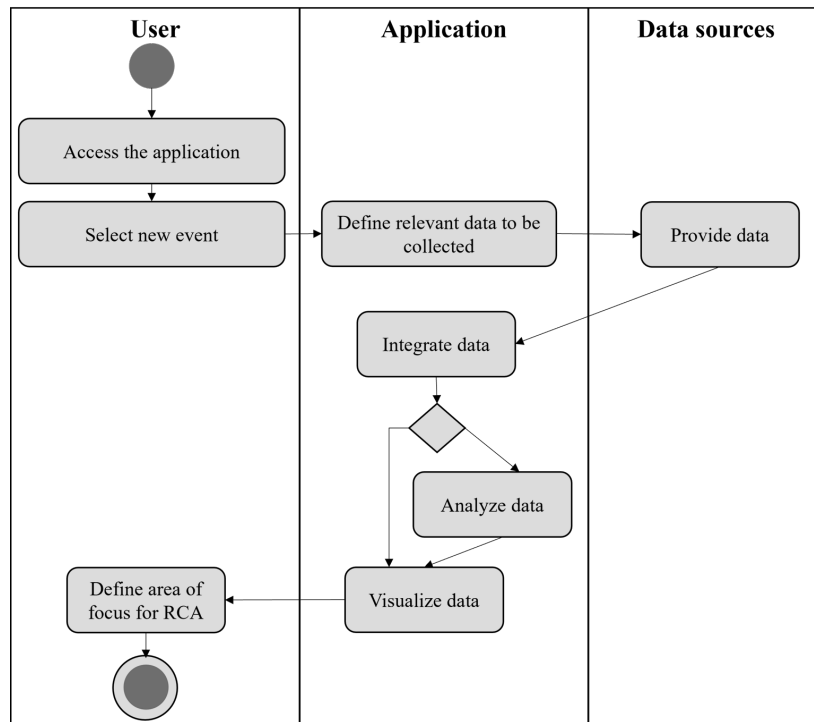 User
Application
Data sources
Access the application
Select new event
Define relevant data to be
collected
Provide data
Integrate data
Analyze data
Visualize data
Define area of
focus for RCA